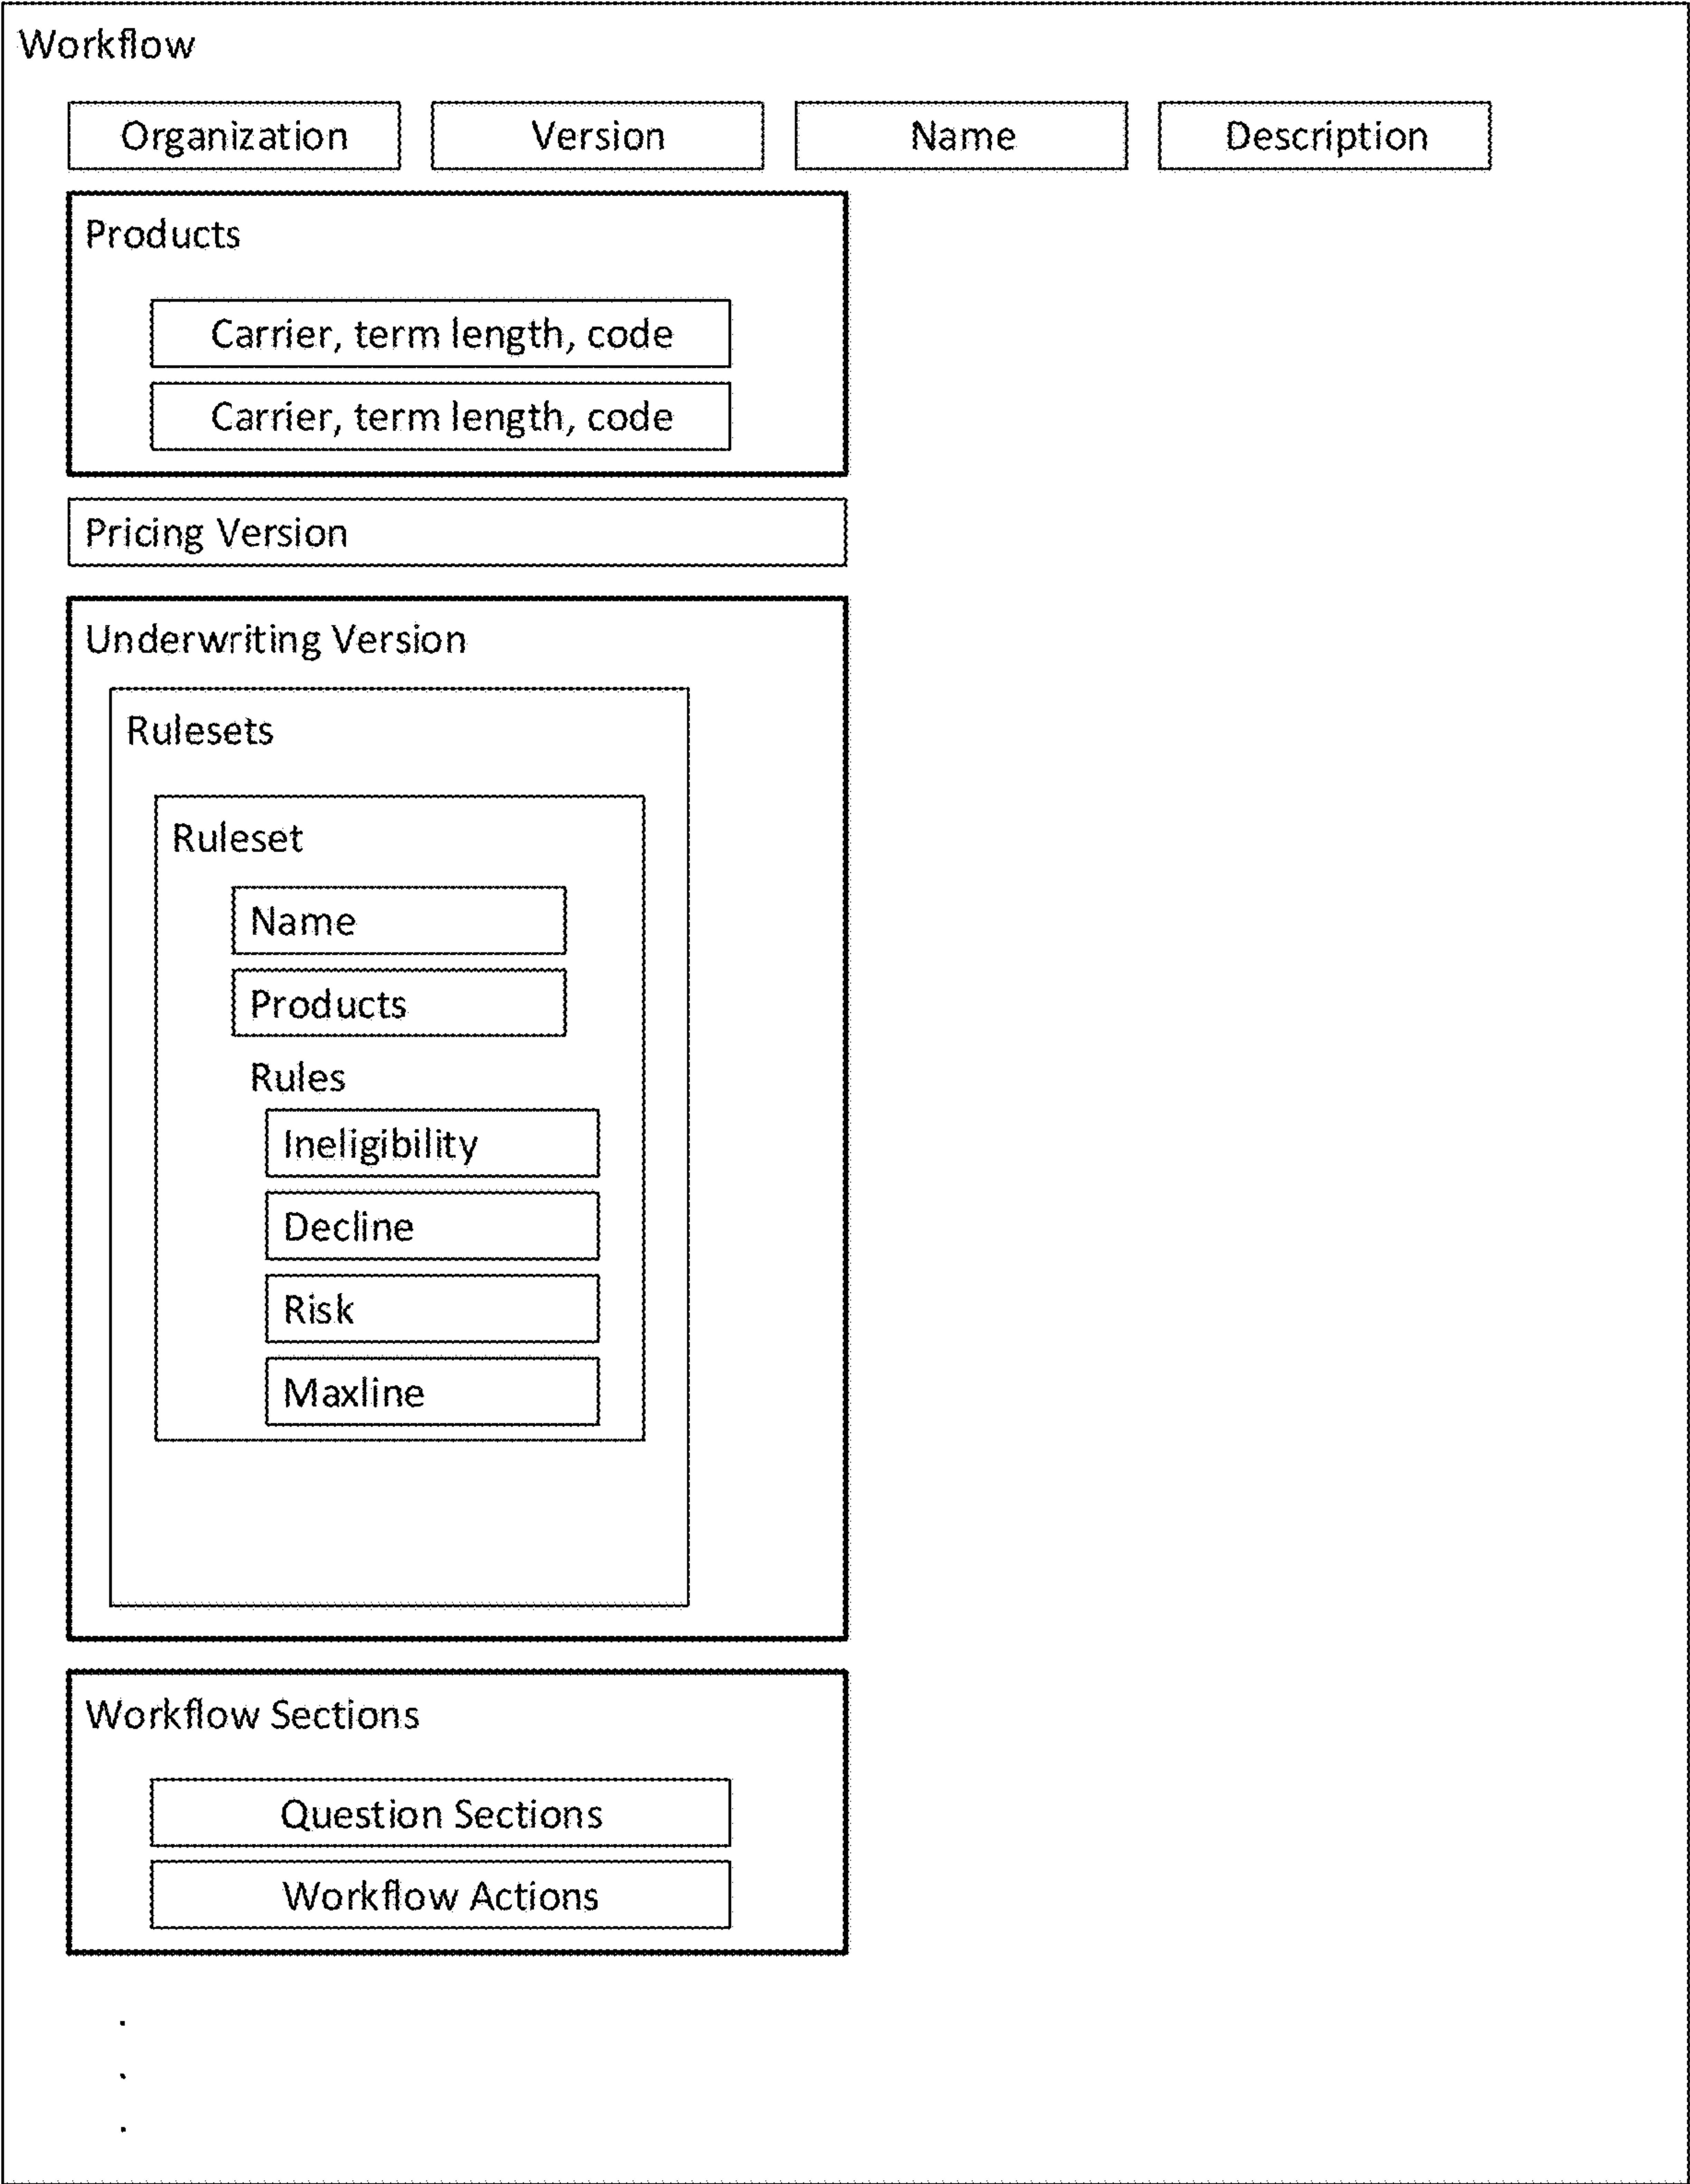 Workflow
Organization Version Name Description
Products
Carrier, term length, code
Carrier, term length, code
Pricing Version
Underwriting Version
Rulesets
Ruleset
Name
Products
Rules
Ineligibility
Decline
Risk
Maxline
Workflow Sections
Question Sections
Workflow Actions
.
.
.